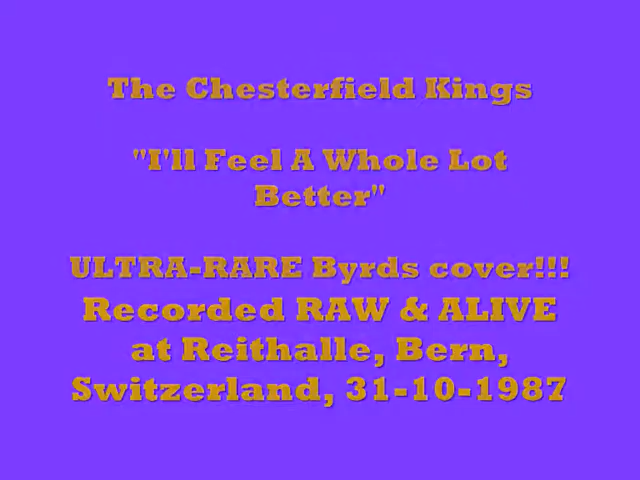 The Chesterfield Kings
"I'll Feel A Whole Lot
Better"
ULTRA-RARE Byrds cover!!!
Recorded RAW & ALIVE
at Reithalle, Bern,
Switzerland, 31-10-1987